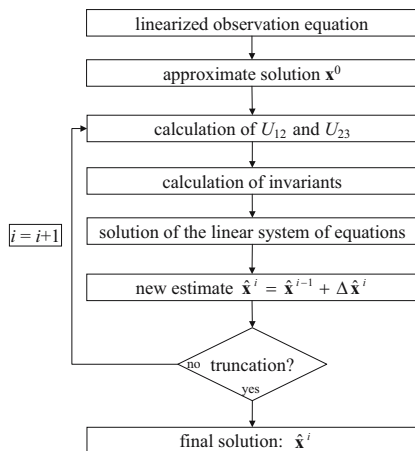 linearized observation equation
approximate solution x⁰
calculation of U₁₂ and U₂₃
calculation of invariants
i = i+1
solution of the linear system of equations
new estimate x̂ⁱ = x̂ⁱ⁻¹ + Δx̂ⁱ
no truncation?
yes
final solution: x̂ⁱ